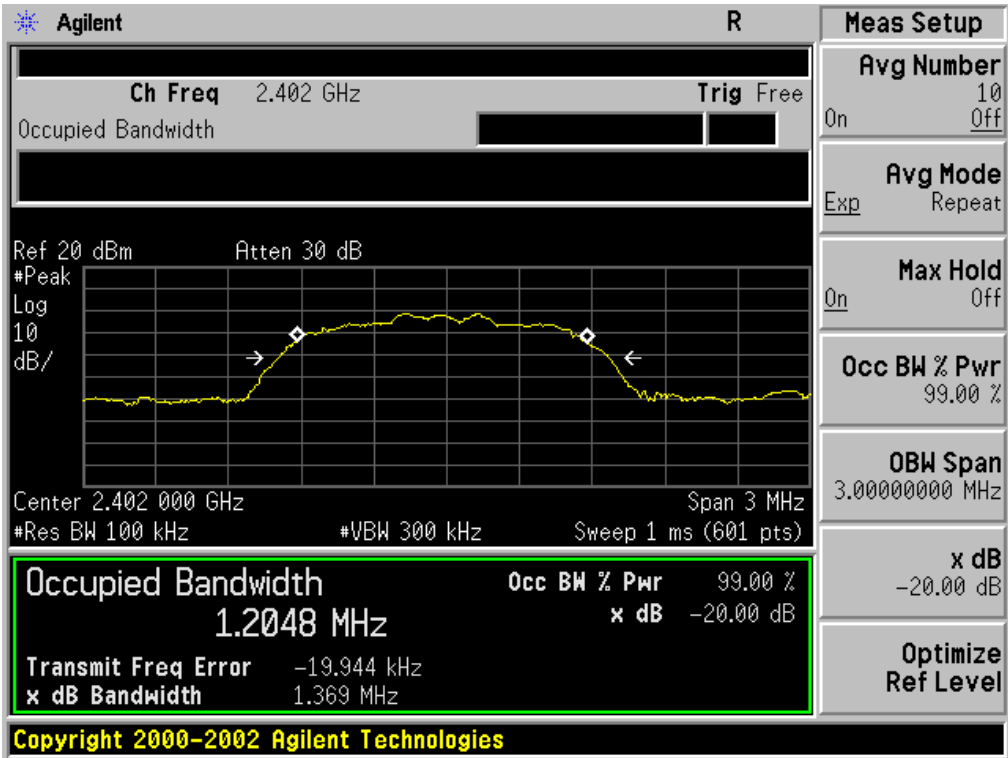 Agilent R
Ch Freq 2.402 GHz Trig Free
Occupied Bandwidth
Ref 20 dBm Atten 30 dB
#Peak
Log
10
dB/
Center 2.402 000 GHz Span 3 MHz
#Res BW 100 kHz #VBW 300 kHz Sweep 1 ms (601 pts)
Occupied Bandwidth Occ BW % Pwr 99.00 %
1.2048 MHz x dB -20.00 dB
Transmit Freq Error -19.944 kHz
x dB Bandwidth 1.369 MHz
Copyright 2000-2002 Agilent Technologies
Meas Setup
Avg Number
10
On Off
Avg Mode
Exp Repeat
Max Hold
On Off
Occ BW % Pwr
99.00 %
OBW Span
3.00000000 MHz
x dB
-20.00 dB
Optimize
Ref Level